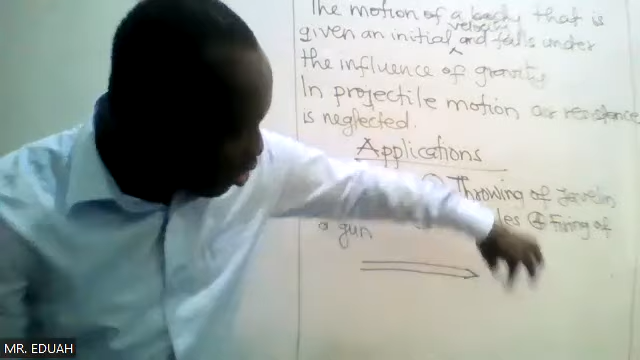 The motion of a body that is
given an initial velocity and falls under
the influence of gravity
In projectile motion air resistance
is neglected.
Applications
Throwing of Javelin
④ Firing of
a gun
MR. EDUAH